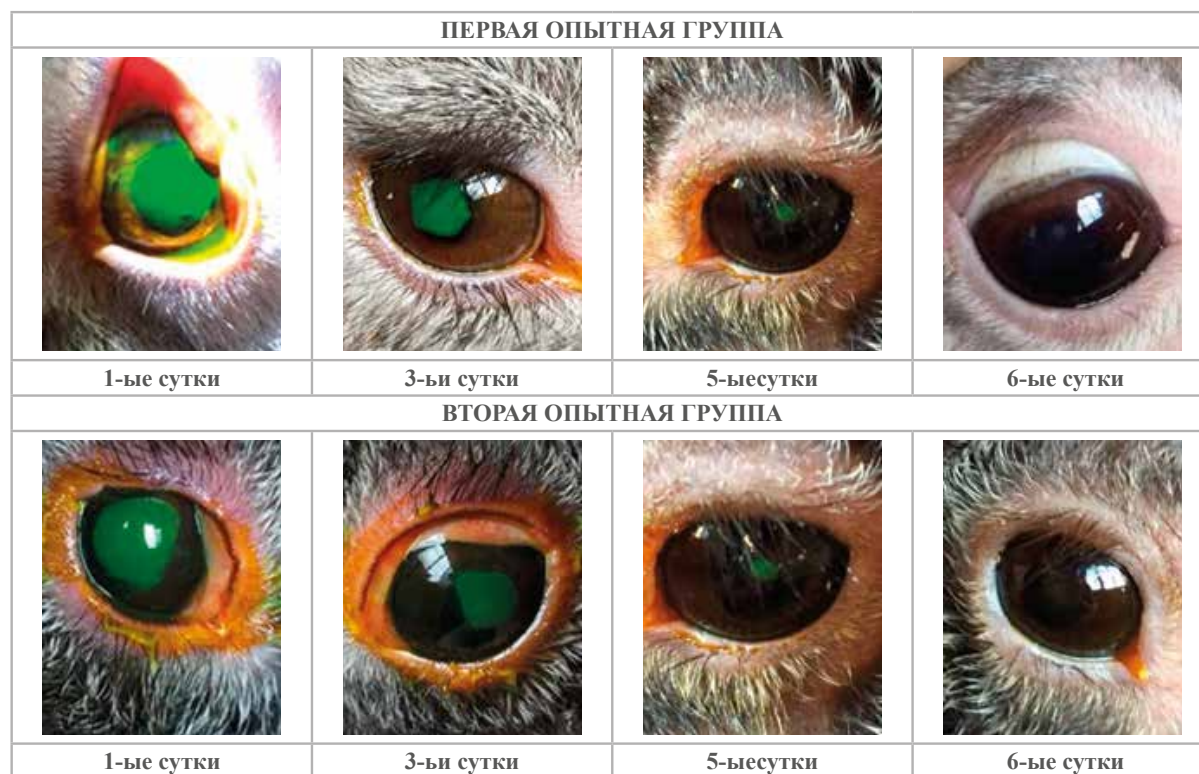 ПЕРВАЯ ОПЫТНАЯ ГРУППА
1-ые сутки 3-ьи сутки 5-ыесутки 6-ые сутки
ВТОРАЯ ОПЫТНАЯ ГРУППА
1-ые сутки 3-ьи сутки 5-ыесутки 6-ые сутки